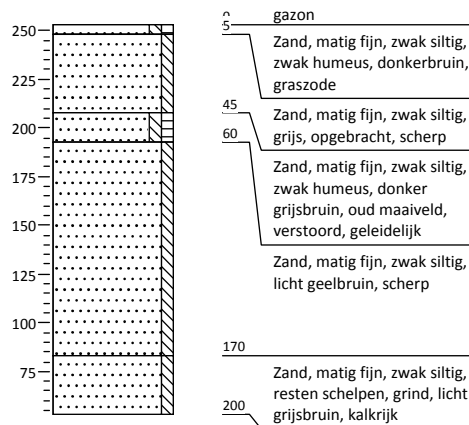 gazon
5
Zand, matig fijn, zwak siltig,
zwak humeus, donkerbruin,
graszode
45
Zand, matig fijn, zwak siltig,
grijs, opgebracht, scherp
60
Zand, matig fijn, zwak siltig,
zwak humeus, donker
grijsbruin, oud maaiveld,
verstoord, geleidelijk
Zand, matig fijn, zwak siltig,
licht geelbruin, scherp
170
Zand, matig fijn, zwak siltig,
resten schelpen, grind, licht
grijsbruin, kalkrijk
200
250
225
200
175
150
125
100
75